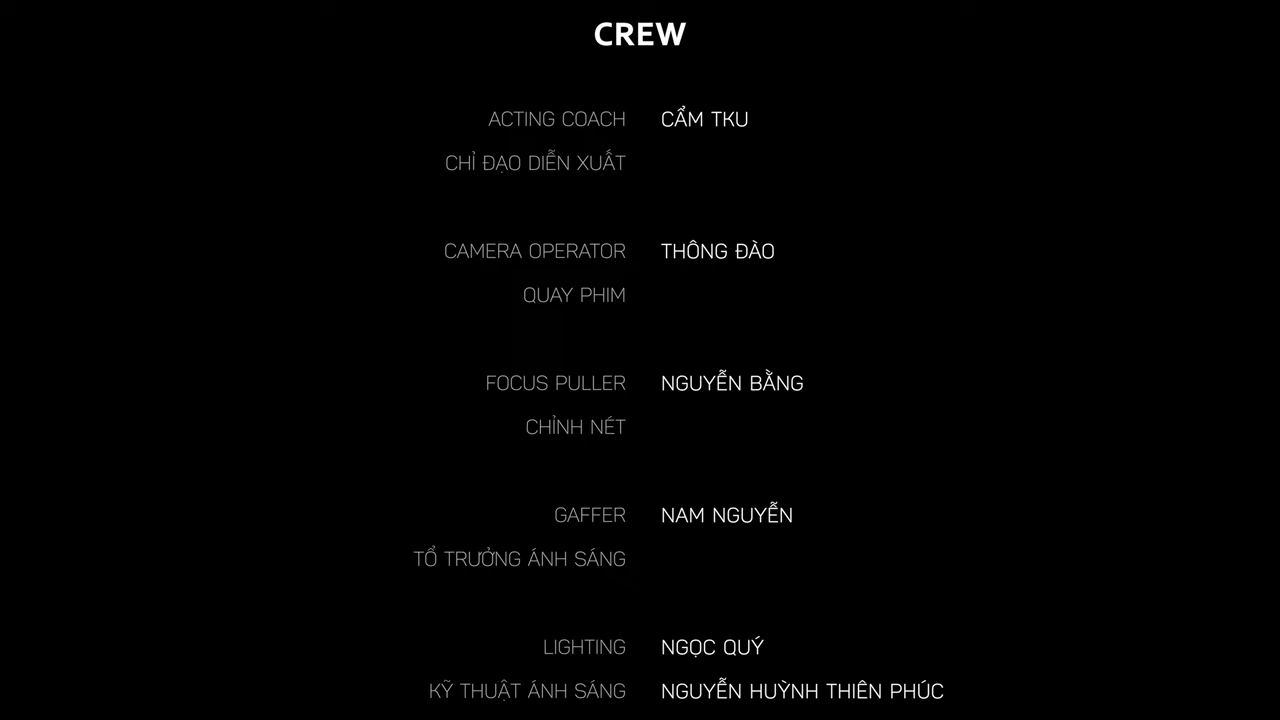 CREW
ACTING COACH CẨM TKU
CHỈ ĐẠO DIỄN XUẤT
CAMERA OPERATOR THÔNG ĐÀO
QUAY PHIM
FOCUS PULLER NGUYỄN BẰNG
CHỈNH NÉT
GAFFER NAM NGUYỄN
TỔ TRƯỞNG ÁNH SÁNG
LIGHTING NGỌC QUÝ
KỸ THUẬT ÁNH SÁNG NGUYỄN HUỲNH THIÊN PHÚC